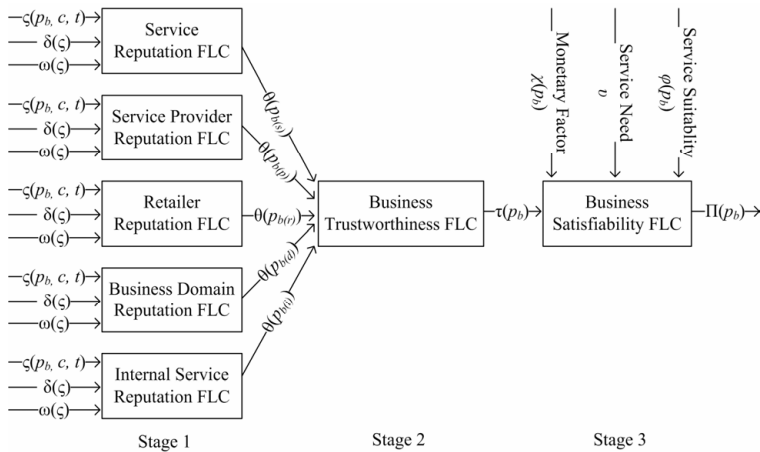 ς(pb, c, t)
δ(ς)
ω(ς)
Service
Reputation FLC
θ(pb(s))
ς(pb, c, t)
δ(ς)
ω(ς)
Service Provider
Reputation FLC
θ(pb(p))
ς(pb, c, t)
δ(ς)
ω(ς)
Retailer
Reputation FLC
θ(pb(r))
ς(pb, c, t)
δ(ς)
ω(ς)
Business Domain
Reputation FLC
θ(pb(d))
ς(pb, c, t)
δ(ς)
ω(ς)
Internal Service
Reputation FLC
θ(pb(i))
Business
Trustworthiness FLC
τ(pb)
Monetary Factor
χ(pb)
Service Need
υ
Service Suitablity
φ(pb)
Business
Satisfiability FLC
Π(pb)
Stage 1
Stage 2
Stage 3